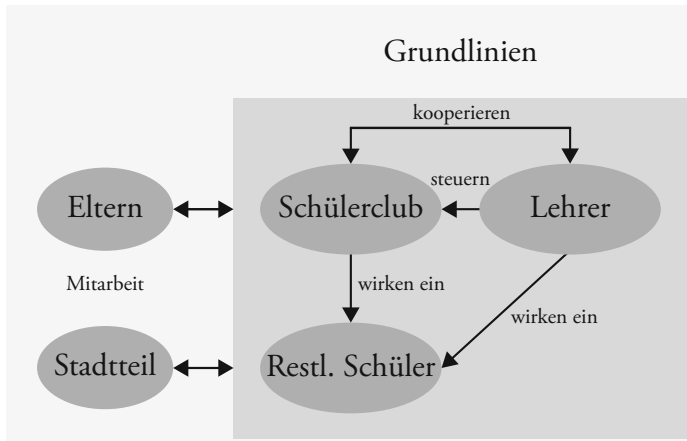 Grundlinien
kooperieren
steuern
Eltern
Schülerclub
Lehrer
Mitarbeit
wirken ein
wirken ein
Stadtteil
Restl. Schüler